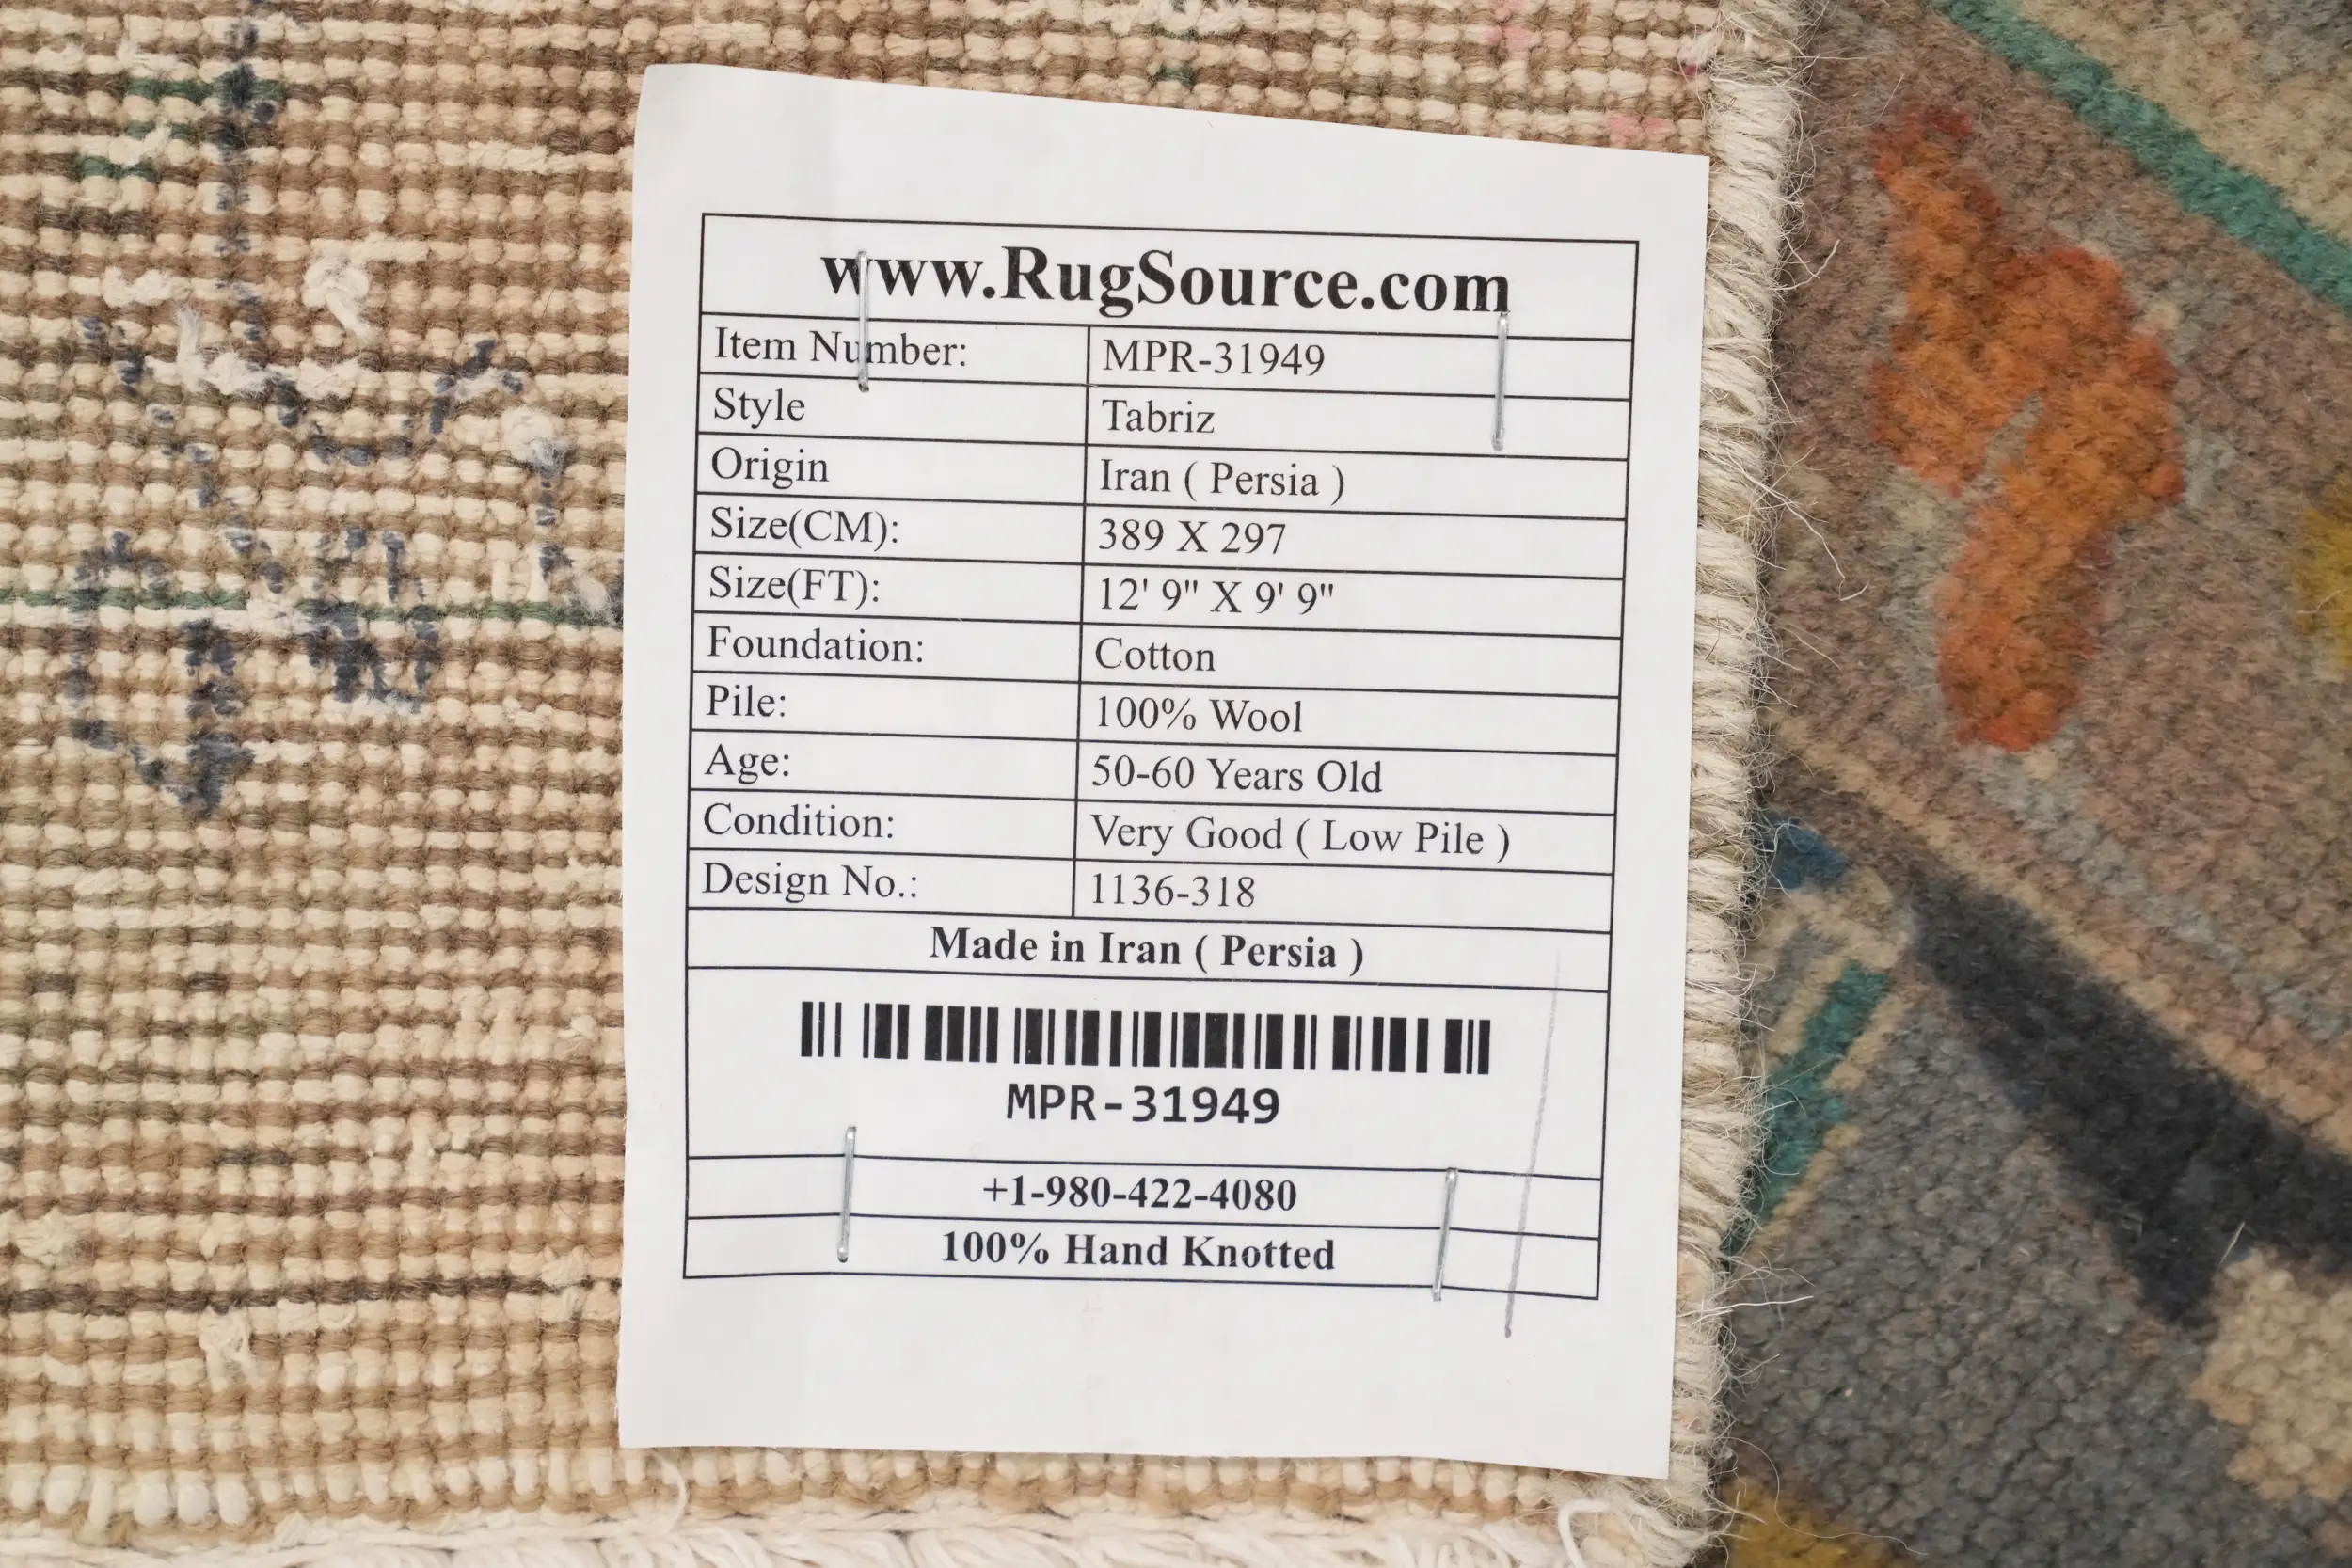 www.RugSource.com
Item Number: MPR-31949
Style Tabriz
Origin Iran ( Persia )
Size(CM): 389 X 297
Size(FT): 12' 9" X 9' 9"
Foundation: Cotton
Pile: 100% Wool
Age: 50-60 Years Old
Condition: Very Good ( Low Pile )
Design No.: 1136-318
Made in Iran ( Persia )
MPR-31949
+1-980-422-4080
100% Hand Knotted